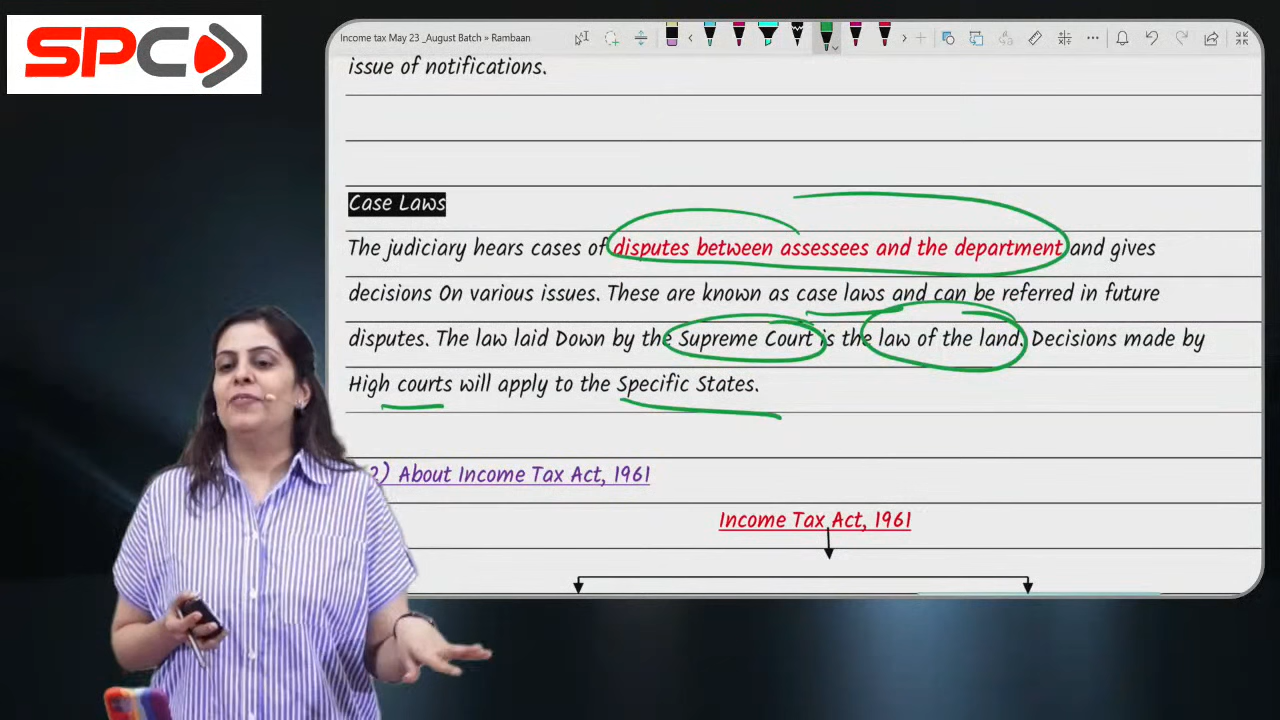 SPC
Income tax May 23 _August Batch » Rambaan
issue of notifications.
Case Laws
The judiciary hears cases of disputes between assessees and the department and gives
decisions On various issues. These are known as case laws and can be referred in future
disputes. The law laid Down by the Supreme Court is the law of the land. Decisions made by
High courts will apply to the Specific States.
2) About Income Tax Act, 1961
Income Tax Act, 1961